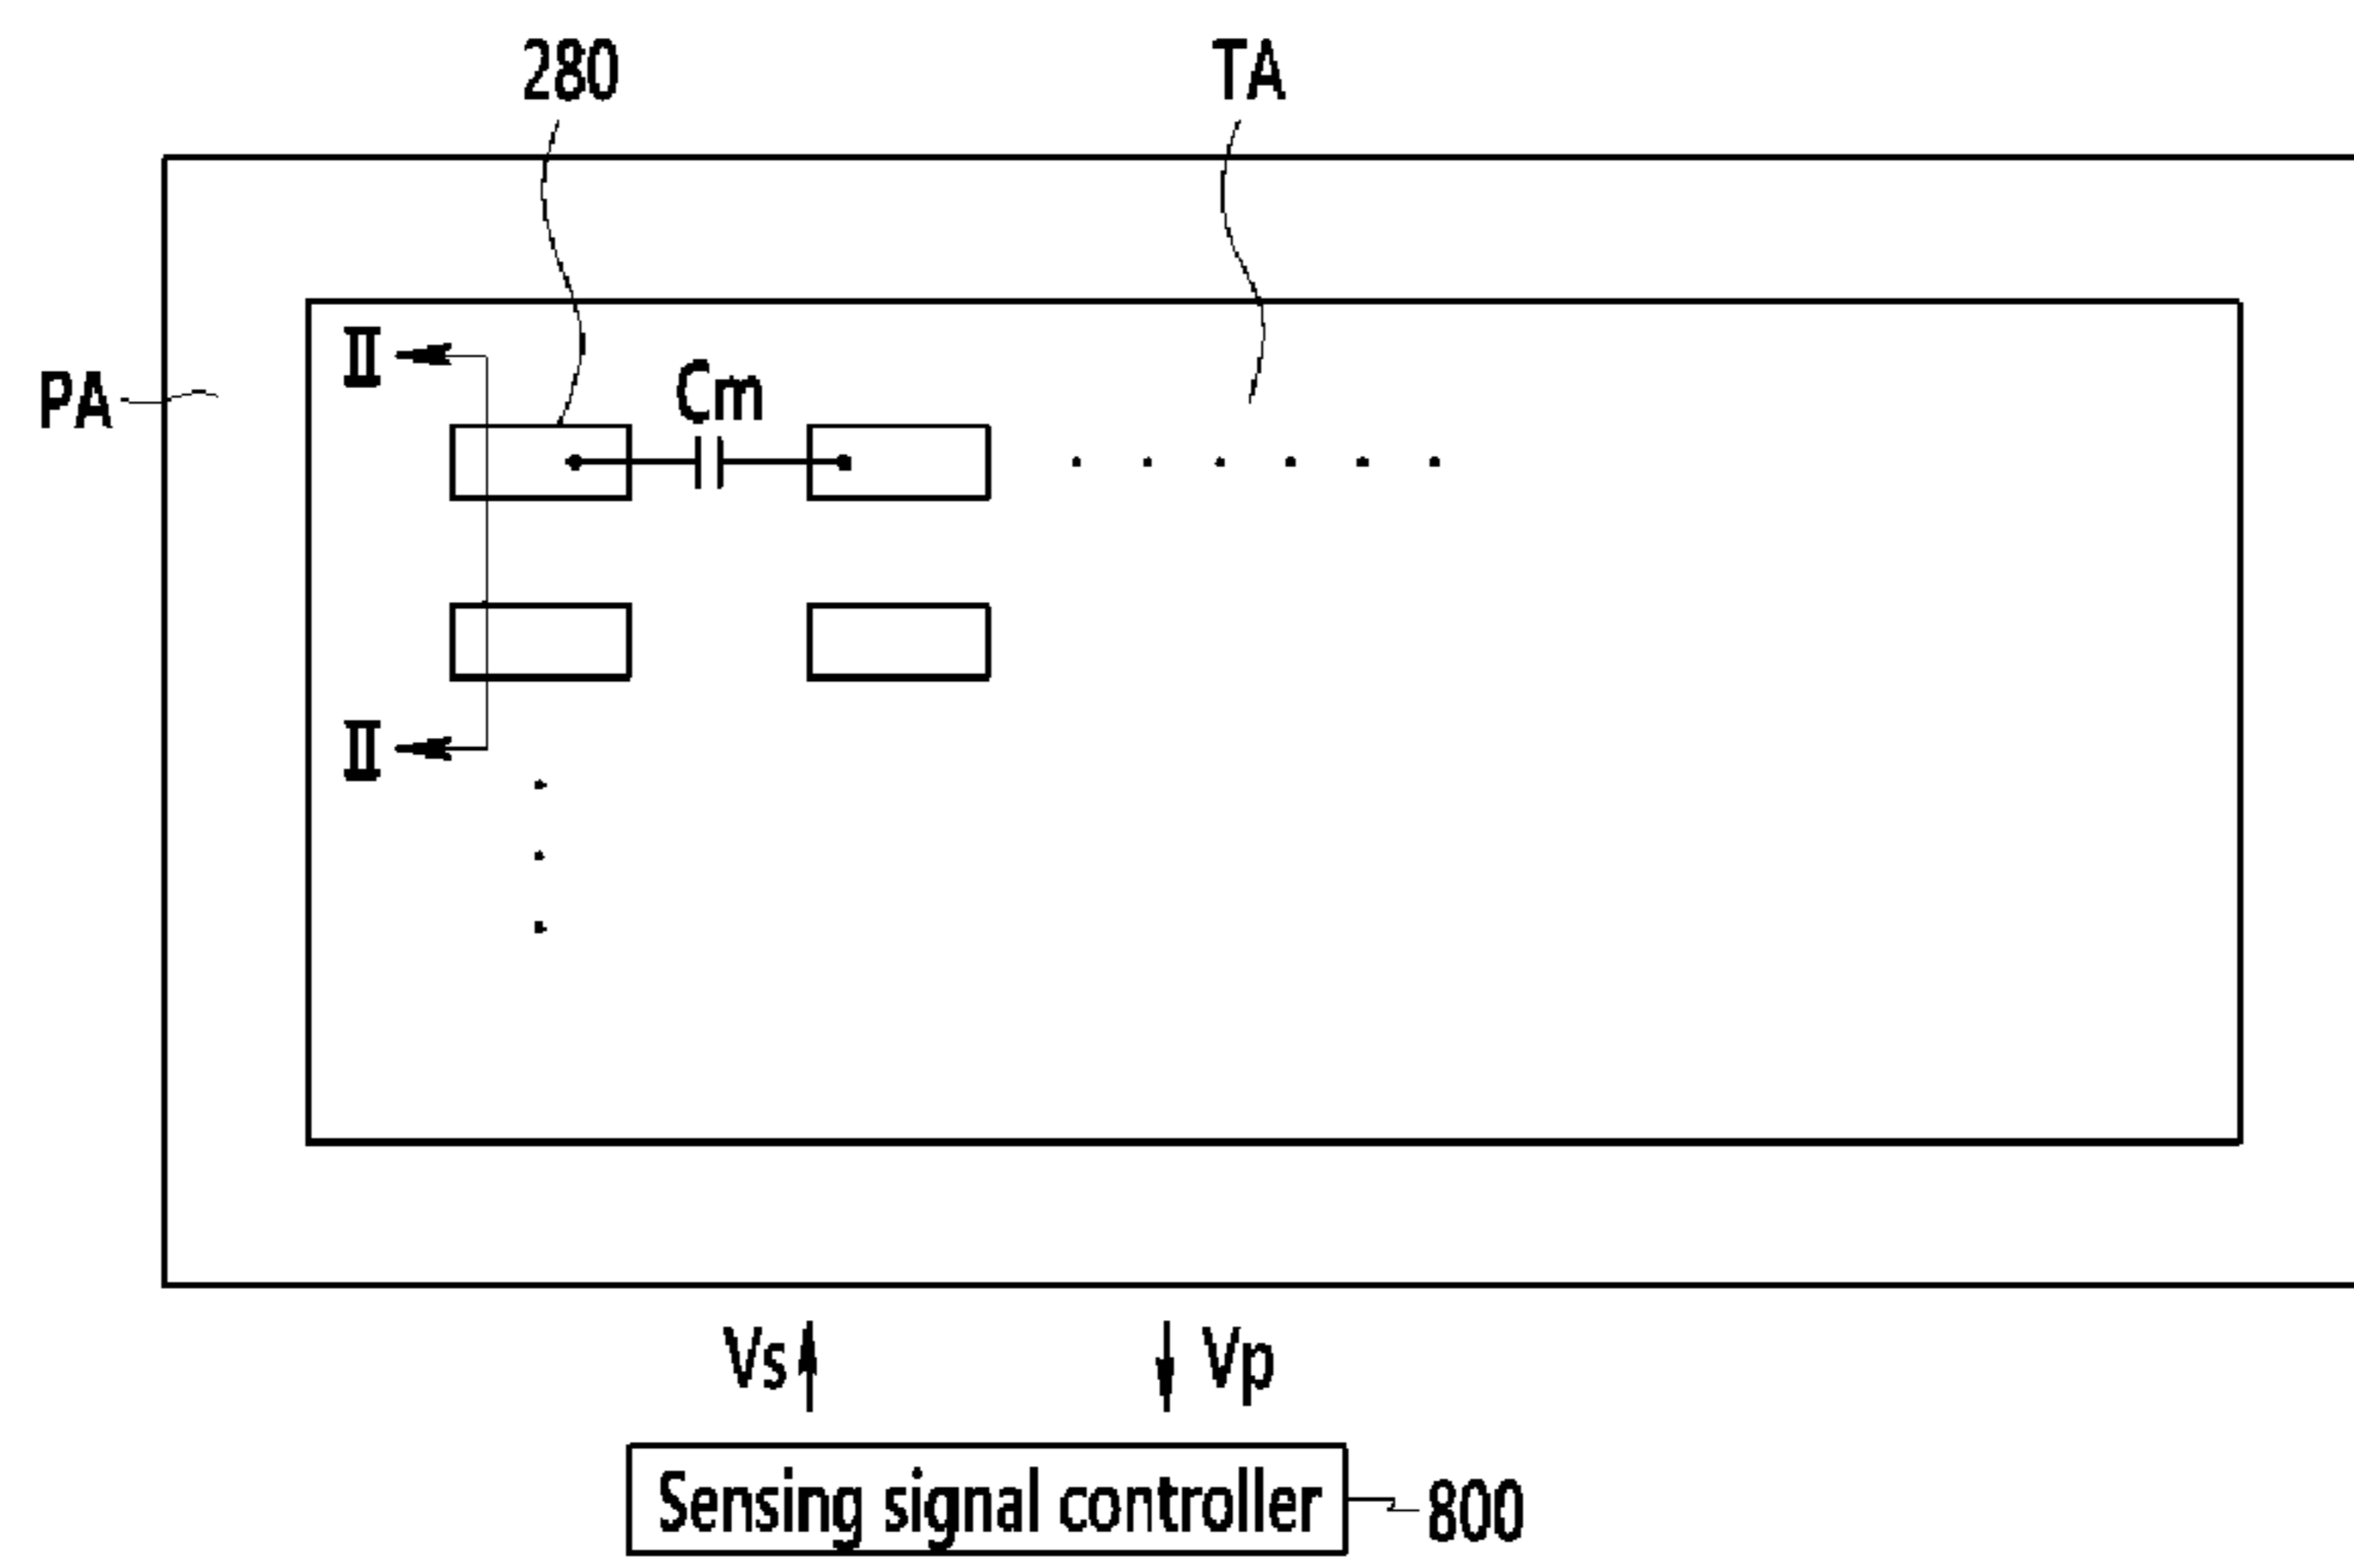 280
TA
II
PA
Cm
II
Vs
Vp
Sensing signal controller
800